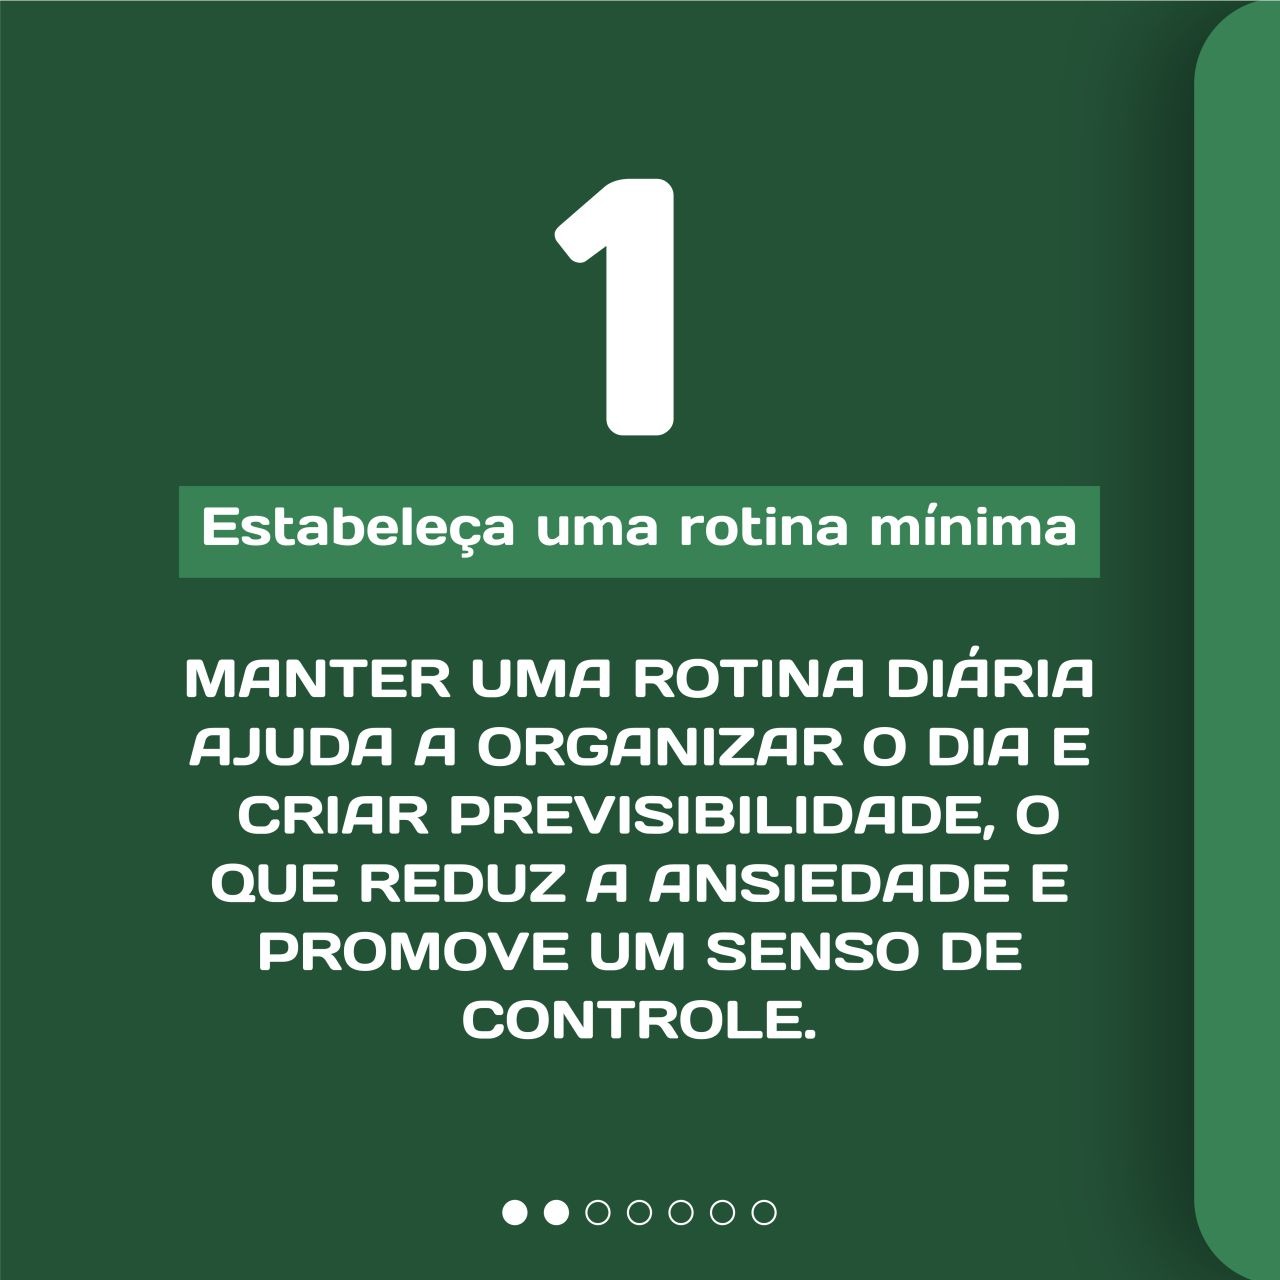 1
Estabeleça uma rotina mínima
MANTER UMA ROTINA DIÁRIA
AJUDA A ORGANIZAR O DIA E
CRIAR PREVISIBILIDADE, O
QUE REDUZ A ANSIEDADE E
PROMOVE UM SENSO DE
CONTROLE.